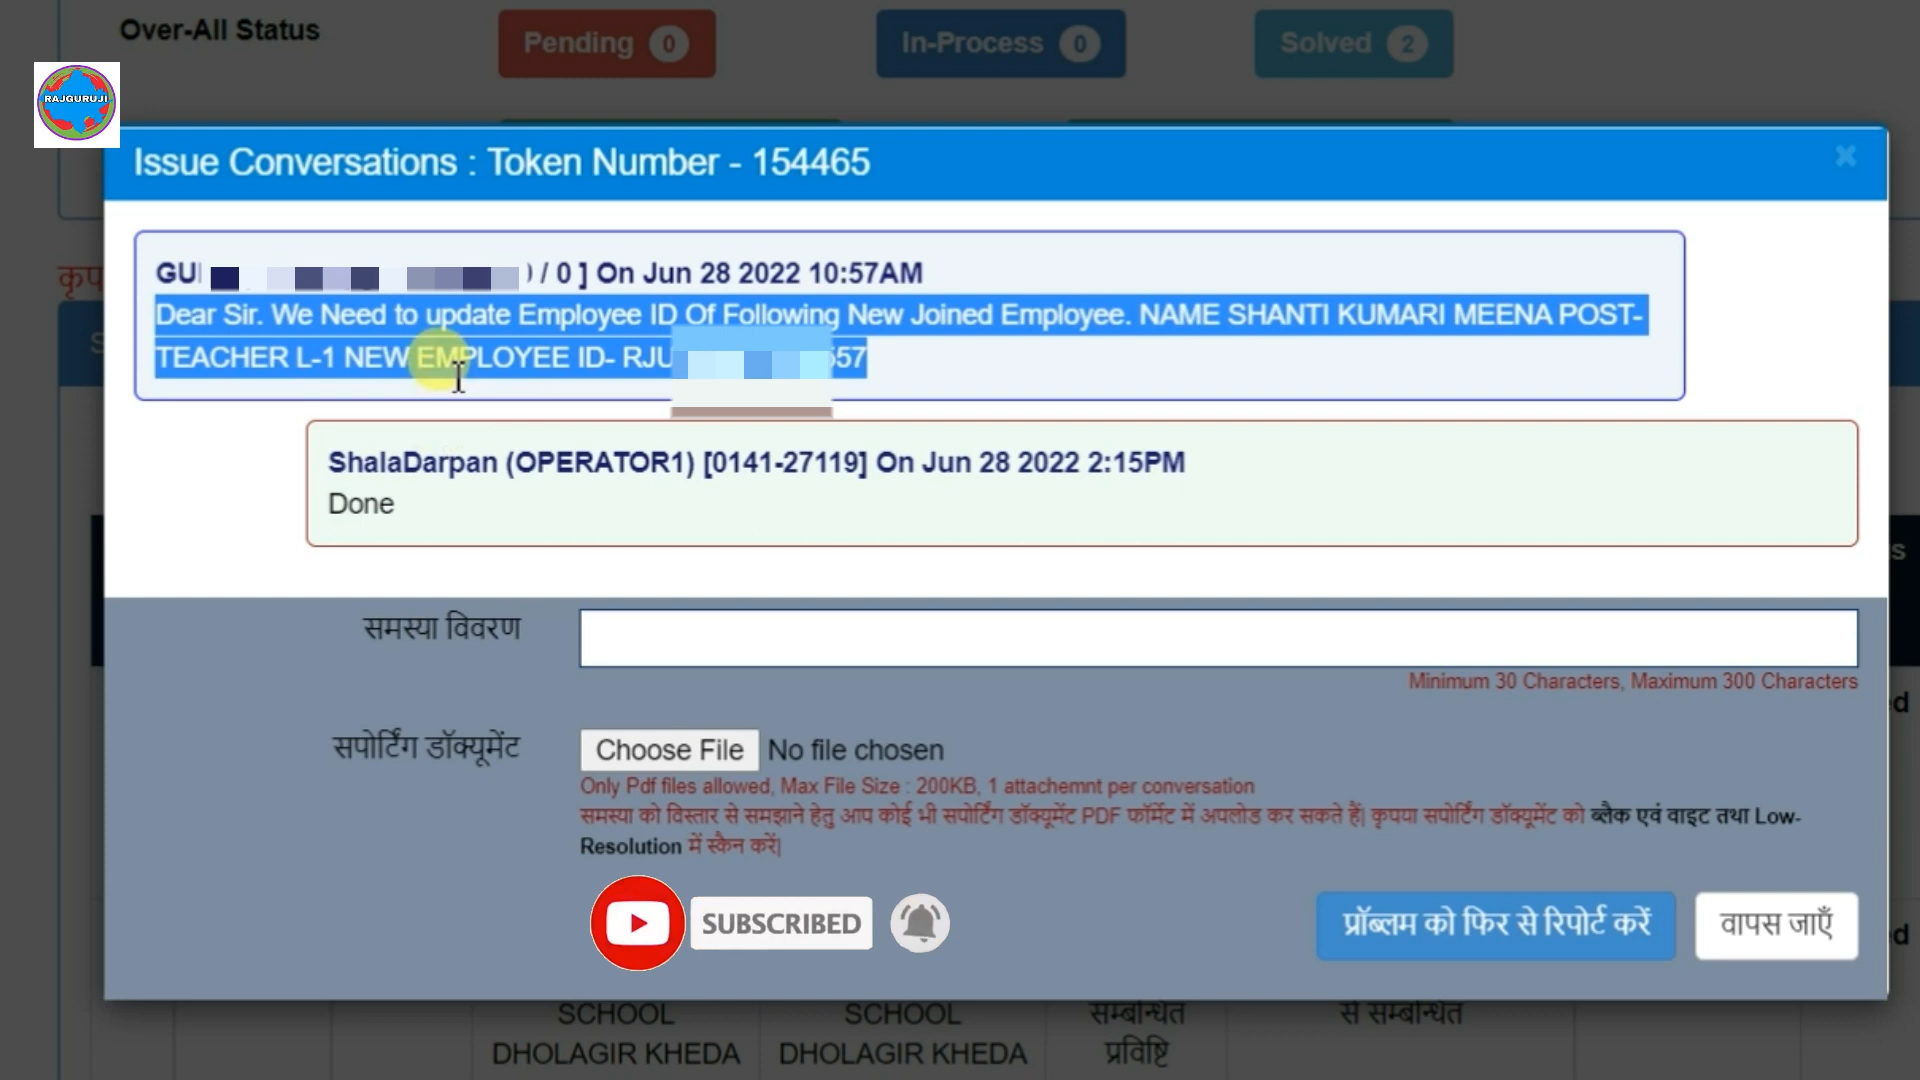 Over-All Status
Pending 0
In-Process 0
Solved 2
RAJGURUJI
Issue Conversations : Token Number - 154465
कृप
GU
/ 0 ] On Jun 28 2022 10:57AM
Dear Sir. We Need to update Employee ID Of Following New Joined Employee. NAME SHANTI KUMARI MEENA POST-
TEACHER L-1 NEW EMPLOYEE ID- RJU 557
ShalaDarpan (OPERATOR1) [0141-27119] On Jun 28 2022 2:15PM
Done
समस्या विवरण
Minimum 30 Characters, Maximum 300 Characters
सपोर्टिंग डॉक्यूमेंट
Choose File No file chosen
Only Pdf files allowed, Max File Size : 200KB, 1 attachemnt per conversation
समस्या को विस्तार से समझाने हेतु आप कोई भी सपोर्टिंग डॉक्यूमेंट PDF फॉर्मेट में अपलोड कर सकते हैं| कृपया सपोर्टिंग डॉक्यूमेंट को ब्लैक एवं वाइट तथा Low-
Resolution में स्कैन करें|
SUBSCRIBED
प्रॉब्लम को फिर से रिपोर्ट करें
वापस जाएँ
SCHOOL SCHOOL सम्बन्धित से सम्बन्धित
DHOLAGIR KHEDA DHOLAGIR KHEDA प्रविष्टि